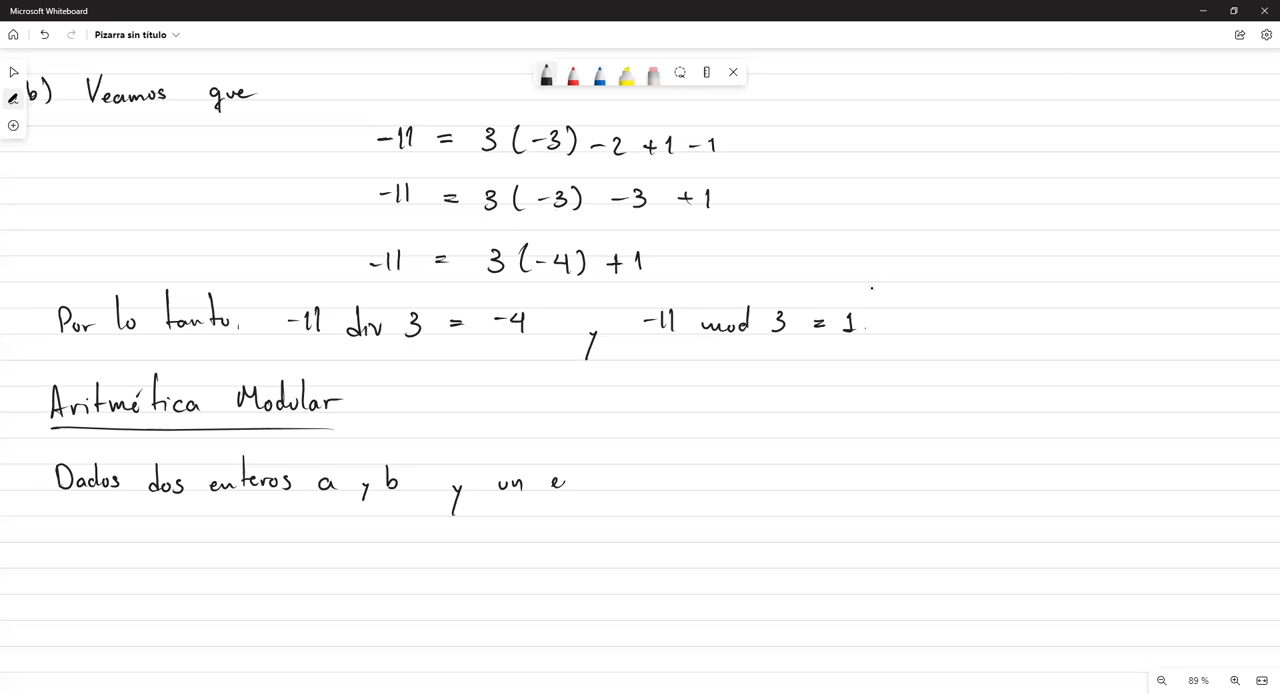 Microsoft Whiteboard
Pizarra sin título
b) Veamos que
-11 = 3(-3) -2 +1 -1
-11 = 3(-3) -3 +1
-11 = 3(-4) +1
Por lo tanto. -11 div 3 = -4 y -11 mod 3 = 1.
Aritmética Modular
Dados dos enteros a y b y un e
89 %